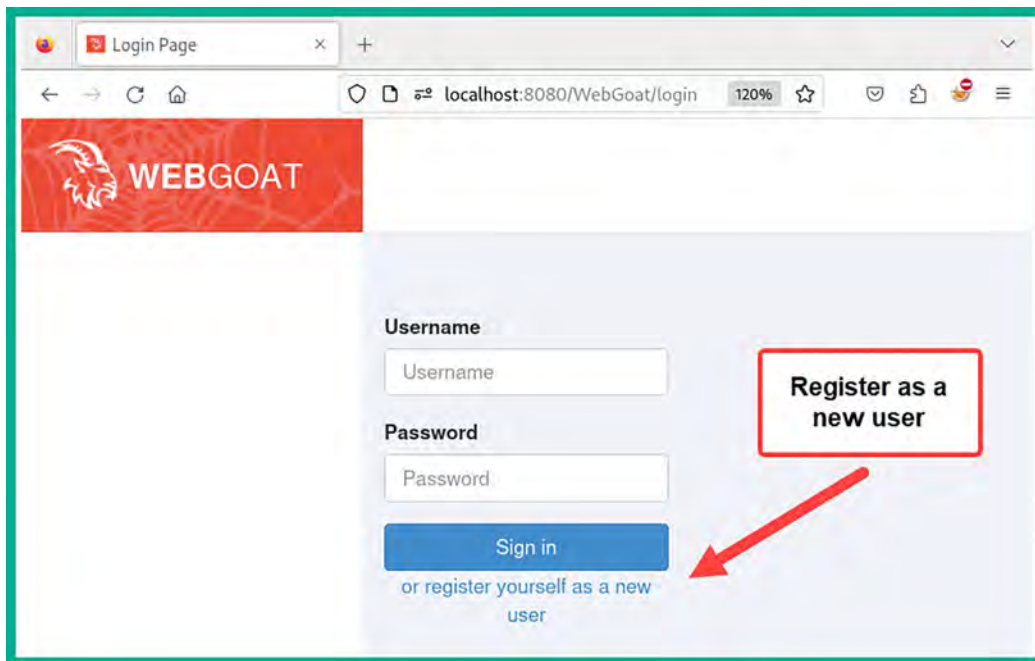 Login Page
localhost:8080/WebGoat/login 120%
WEBGOAT
Username
Username
Register as a
new user
Password
Password
Sign in
or register yourself as a new
user